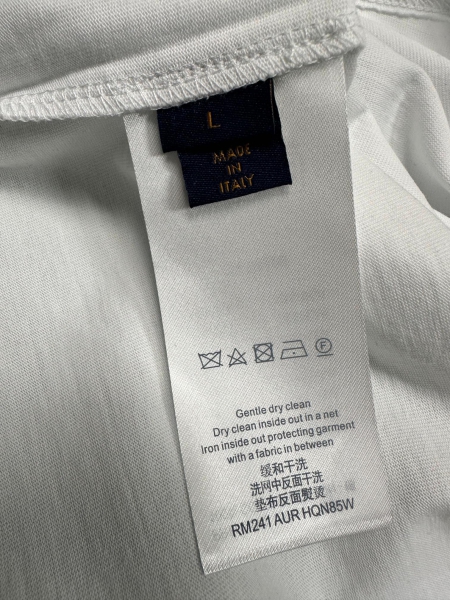 L
MADE
IN
ITALY
Gentle dry clean
Dry clean inside out in a net
Iron inside out protecting garment
with a fabric in between
缓和干洗
洗网中反面干洗
垫布反面熨烫
RM241 AUR HQN85W